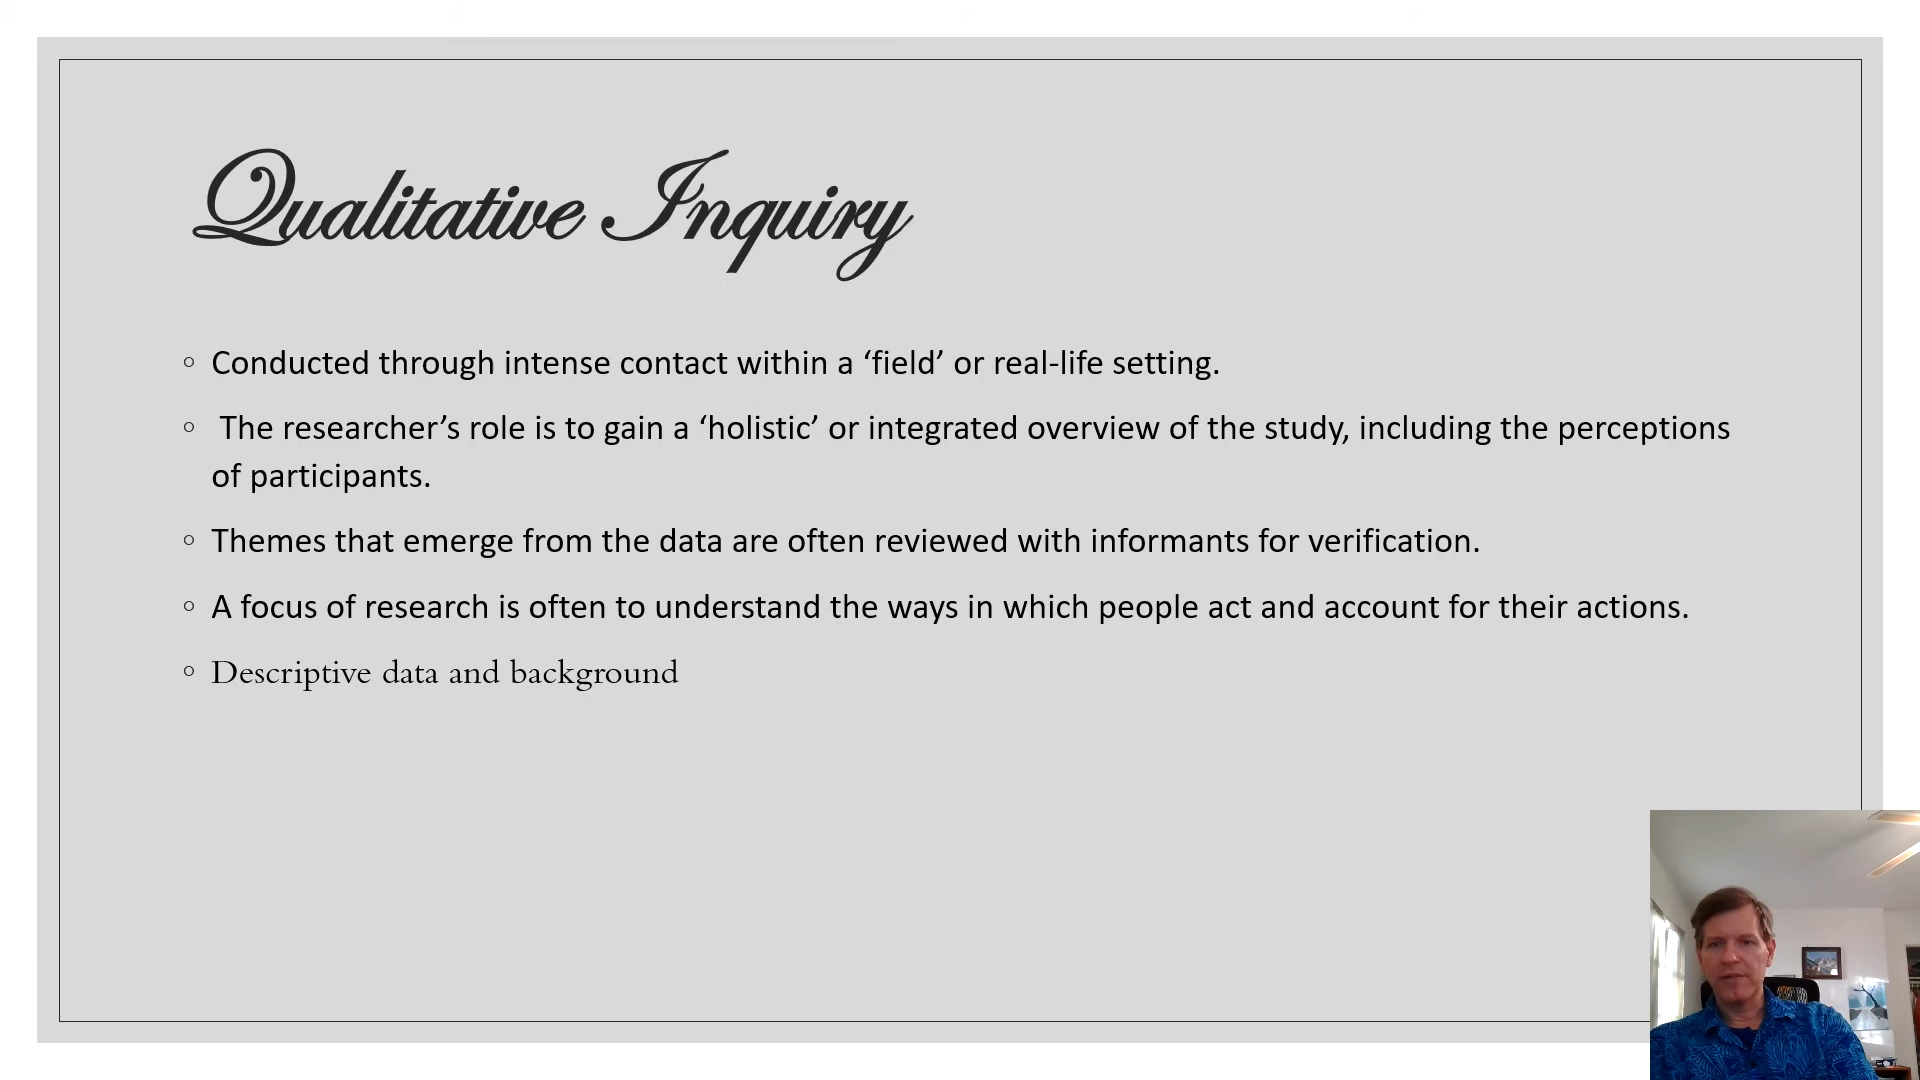 Qualitative Inquiry
◦ Conducted through intense contact within a ‘field’ or real-life setting.
◦ The researcher’s role is to gain a ‘holistic’ or integrated overview of the study, including the perceptions
of participants.
◦ Themes that emerge from the data are often reviewed with informants for verification.
◦ A focus of research is often to understand the ways in which people act and account for their actions.
◦ Descriptive data and background